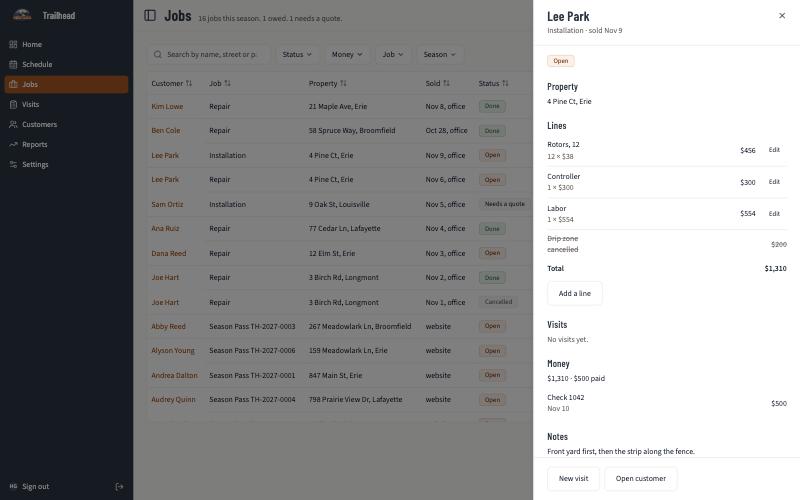 Trailhead
Home
Schedule
Jobs
Visits
Customers
Reports
Settings
HG Sign out
Jobs 16 jobs this season. 1 owed. 1 needs a quote.
Search by name, street or p. Status Money Job Season
Customer Job Property Sold Status
Kim Lowe Repair 21 Maple Ave, Erie Nov 8, office Done
Ben Cole Repair 58 Spruce Way, Broomfield Oct 28, office Done
Lee Park Installation 4 Pine Ct, Erie Nov 9, office Open
Lee Park Repair 4 Pine Ct, Erie Nov 6, office Open
Sam Ortiz Installation 9 Oak St, Louisville Nov 5, office Needs a quote
Ana Ruiz Repair 77 Cedar Ln, Lafayette Nov 4, office Done
Dana Reed Repair 12 Elm St, Erie Nov 3, office Open
Joe Hart Repair 3 Birch Rd, Longmont Nov 2, office Done
Joe Hart Repair 3 Birch Rd, Longmont Nov 1, office Cancelled
Abby Reed Season Pass TH-2027-0003 267 Meadowlark Ln, Broomfield website Open
Alyson Young Season Pass TH-2027-0006 159 Meadowlark Ln, Erie website Open
Andrea Dalton Season Pass TH-2027-0001 847 Main St, Erie website Open
Audrey Quinn Season Pass TH-2027-0004 798 Prairie View Dr, Lafayette website Open
Lee Park
Installation · sold Nov 9
Open
Property
4 Pine Ct, Erie
Lines
Rotors, 12
12 × $38 $456 Edit
Controller
1 × $300 $300 Edit
Labor
1 × $554 $554 Edit
Drip zone
cancelled $200
Total $1,310
Add a line
Visits
No visits yet.
Money
$1,310 · $500 paid
Check 1042
Nov 10 $500
Notes
Front yard first, then the strip along the fence.
New visit Open customer